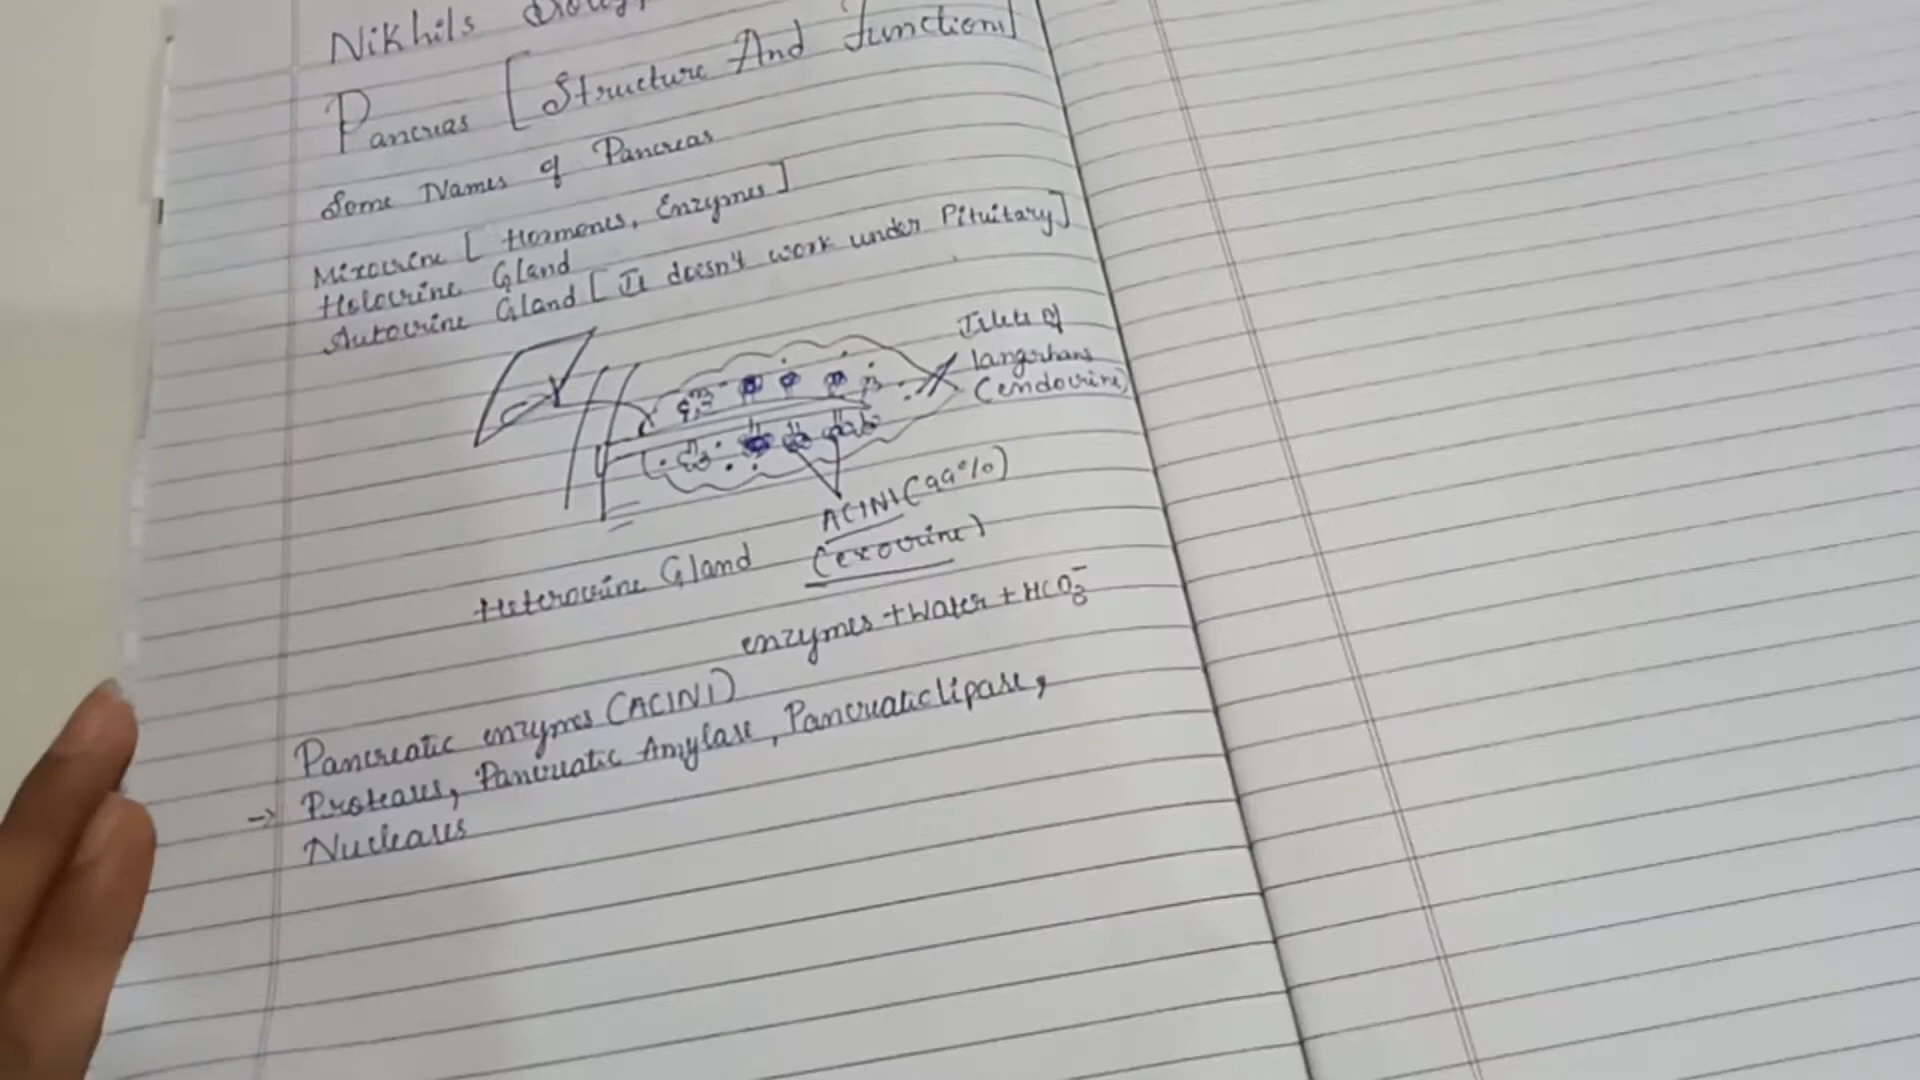 Nikhils
Pancreas [Structure And Functions]
Some Names of Pancreas
Mixocrine [ Hormones, Enzymes]
Holocrine Gland
Autocrine Gland [ It doesn't work under Pituitary]
Islets of
langerhans
(endocrine)
ACINI (99%)
(exocrine)
Heterocrine Gland
enzymes + Water + HCO3-
Pancreatic enzymes (ACINI)
-> Proteases, Pancreatic Amylase, Pancreatic lipase,
Nucleases